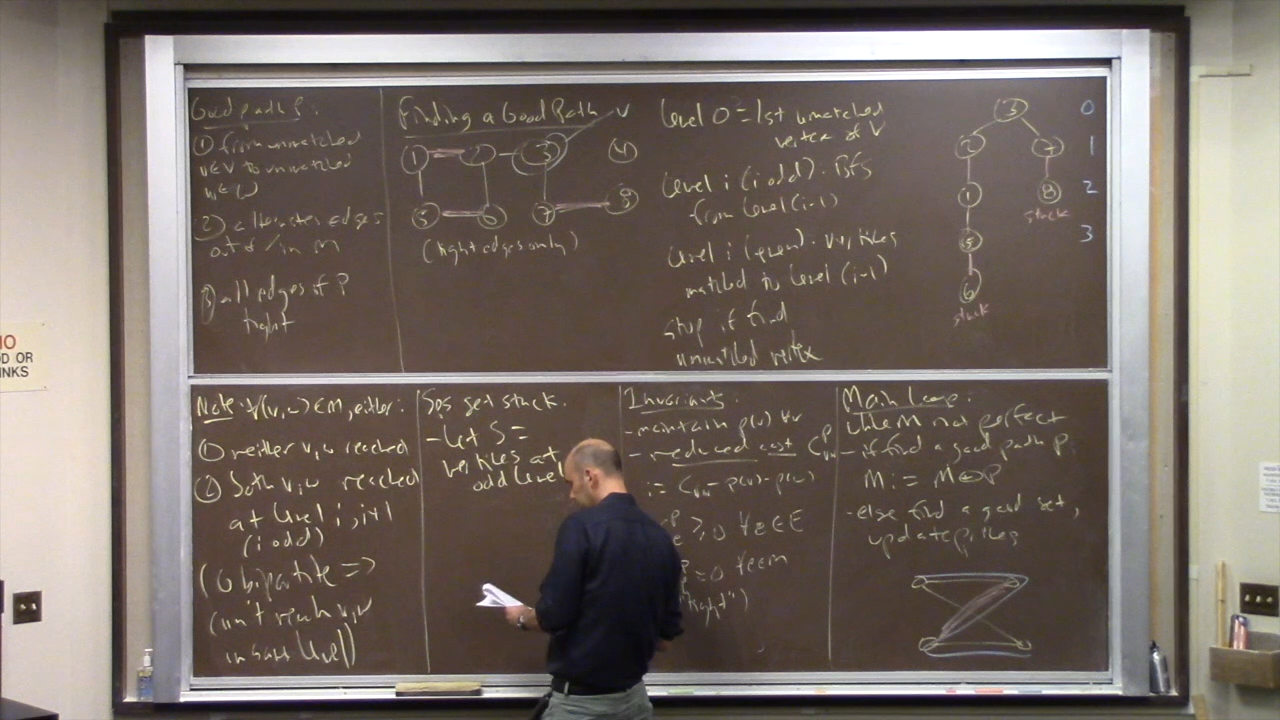 Good path P:
① from unmatched
v∈V to unmatched
w∈W
② alternates edges
out of / in M
③ all edges of P
tight
Finding a Good Path
V
1 2 3 4
5 6 7 8
(tight edges only)
Level 0 = 1st unmatched
vertex of V
Level i (i odd). BFS
from Level (i-1)
Level i (i even). vertices
matched to Level (i-1)
stop if find
unmatched vertex
3 0
2 7 1
1 8 2
stuck
5 3
6
stuck
Note: ∀(v,w)∈M, either:
① neither v,w reached
② both v,w reached
at level i, i+1
(i odd)
(G bipartite =>
can't reach v,w
in same level)
Sps get stuck.
- Let S =
vertices at
odd level
Invariants:
- maintain p(v) ∀v
- reduced cost C^p_vw
:= C_vw - p(v) - p(w)
≥ 0 ∀e∈E
= 0 ∀e∈M
"tight")
Main loop:
while M not perfect
- if find a good path P:
M := M⊕P
- else find a good set,
update prices
NO
OD OR
INKS